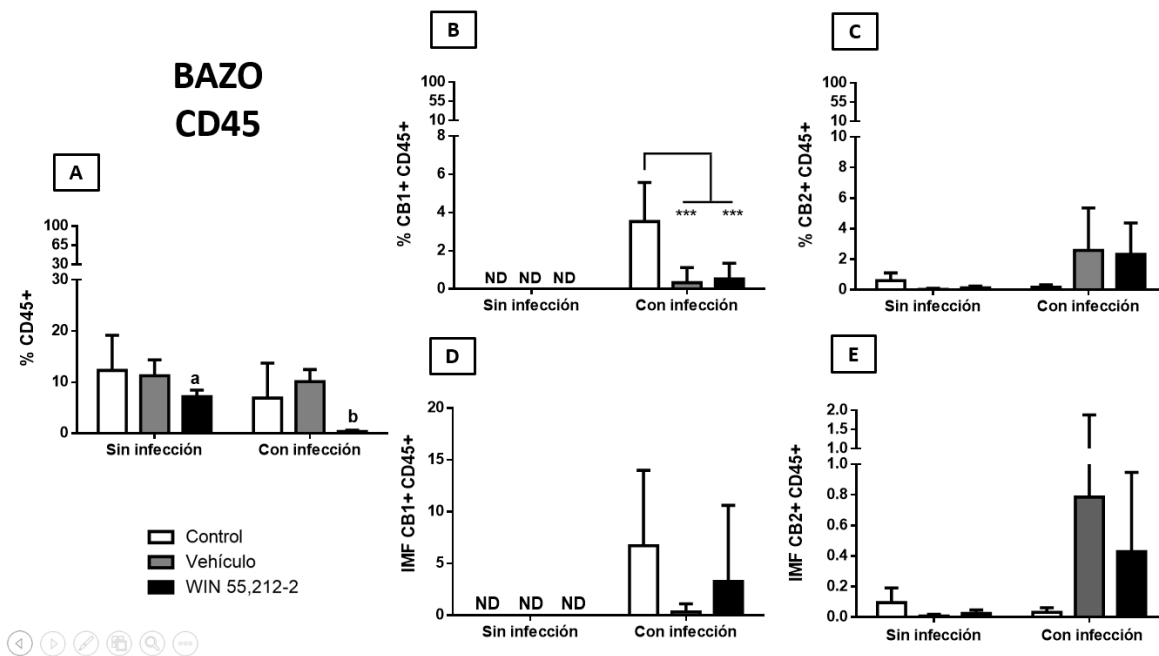 BAZO
CD45
A
100
65
30
30
20
10
0
% CD45+
a
b
Sin infección
Con infección
Control
Vehículo
WIN 55,212-2
B
100
55
10
8
6
4
2
0
% CB1+ CD45+
ND ND ND
*** ***
Sin infección
Con infección
C
100
55
10
10
8
6
4
2
0
% CB2+ CD45+
Sin infección
Con infección
D
20
15
10
5
0
IMF CB1+ CD45+
ND ND ND
Sin infección
Con infección
E
2.0
1.5
1.0
0.8
0.6
0.4
0.2
0.0
IMF CB2+ CD45+
Sin infección
Con infección